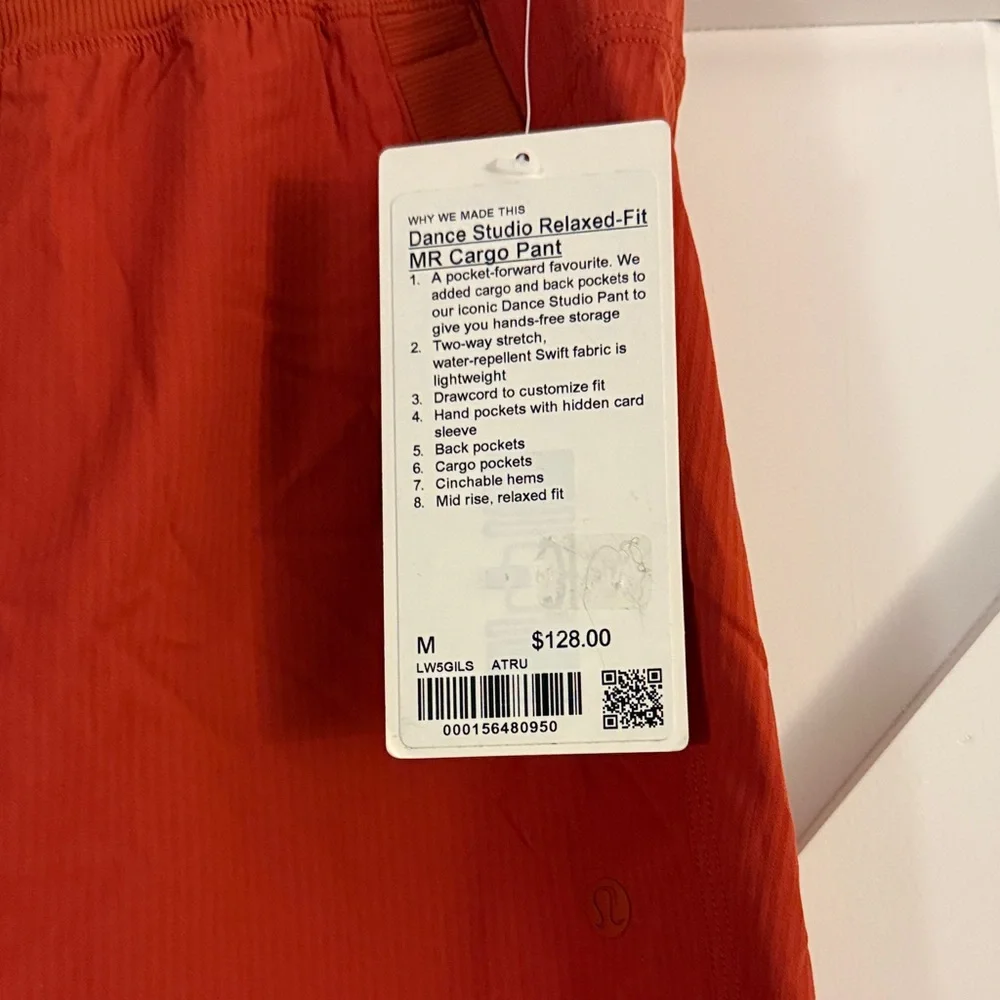 WHY WE MADE THIS
Dance Studio Relaxed-Fit
MR Cargo Pant
1. A pocket-forward favourite. We
added cargo and back pockets to
our iconic Dance Studio Pant to
give you hands-free storage
2. Two-way stretch,
water-repellent Swift fabric is
lightweight
3. Drawcord to customize fit
4. Hand pockets with hidden card
sleeve
5. Back pockets
6. Cargo pockets
7. Cinchable hems
8. Mid rise, relaxed fit
M $128.00
LW5GILS ATRU
000156480950